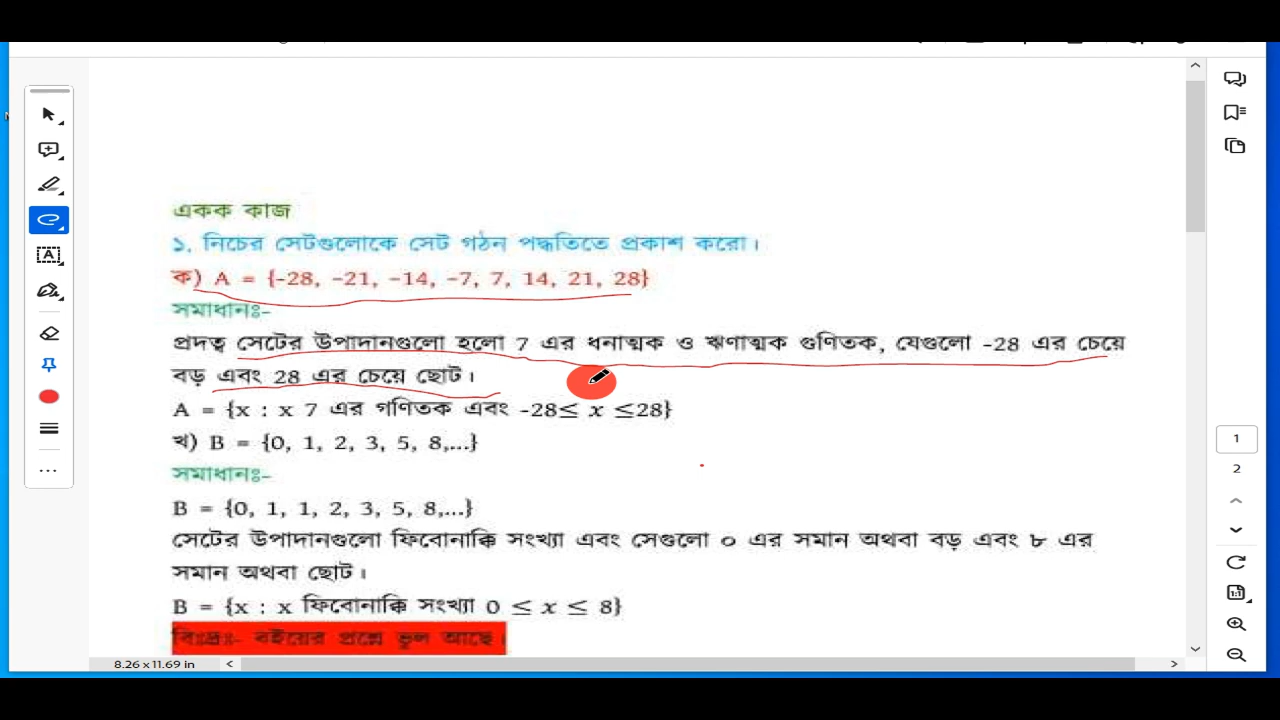 একক কাজ
১. নিচের সেটগুলোকে সেট গঠন পদ্ধতিতে প্রকাশ করো।
ক) A = {-28, -21, -14, -7, 7, 14, 21, 28}
সমাধানঃ-
প্রদত্ব সেটের উপাদানগুলো হলো 7 এর ধনাত্মক ও ঋণাত্মক গুণিতক, যেগুলো -28 এর চেয়ে
বড় এবং 28 এর চেয়ে ছোট।
A = {x : x 7 এর গণিতক এবং -28≤ x ≤28}
খ) B = {0, 1, 2, 3, 5, 8,...}
সমাধানঃ-
B = {0, 1, 1, 2, 3, 5, 8,...}
সেটের উপাদানগুলো ফিবোনাক্কি সংখ্যা এবং সেগুলো ০ এর সমান অথবা বড় এবং ৮ এর
সমান অথবা ছোট।
B = {x : x ফিবোনাক্কি সংখ্যা 0 ≤ x ≤ 8}
বিঃদ্রঃ- বইয়ের প্রশ্নে ভুল আছে।
8.26 x 11.69 in
1
2